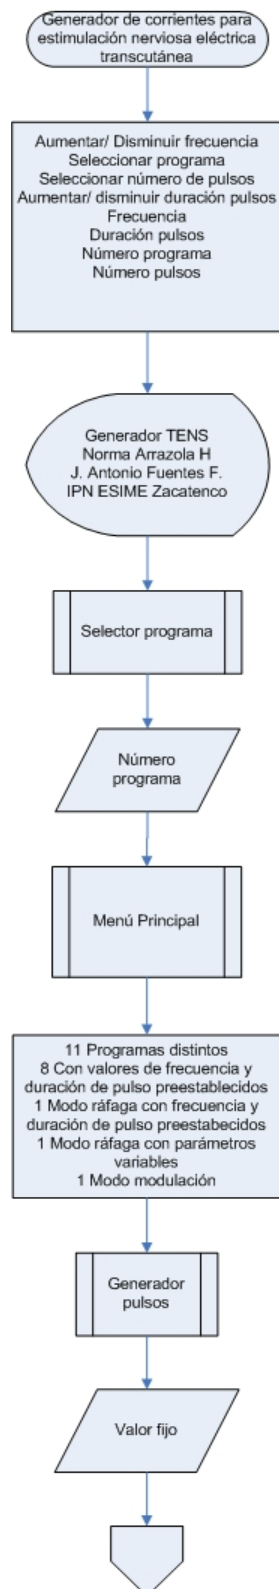 Generador de corrientes para
estimulación nerviosa eléctrica
transcutánea
Aumentar/ Disminuir frecuencia
Seleccionar programa
Seleccionar número de pulsos
Aumentar/ disminuir duración pulsos
Frecuencia
Duración pulsos
Número programa
Número pulsos
Generador TENS
Norma Arrazola H
J. Antonio Fuentes F.
IPN ESIME Zacatenco
Selector programa
Número
programa
Menú Principal
11 Programas distintos
8 Con valores de frecuencia y
duración de pulso preestablecidos
1 Modo ráfaga con frecuencia y
duración de pulso preestabecidos
1 Modo ráfaga con parámetros
variables
1 Modo modulación
Generador
pulsos
Valor fijo